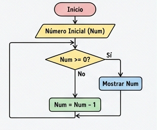 Inicio
Número Inicial (Num)
Num >= 0?
Sí
No
Mostrar Num
Num = Num − 1